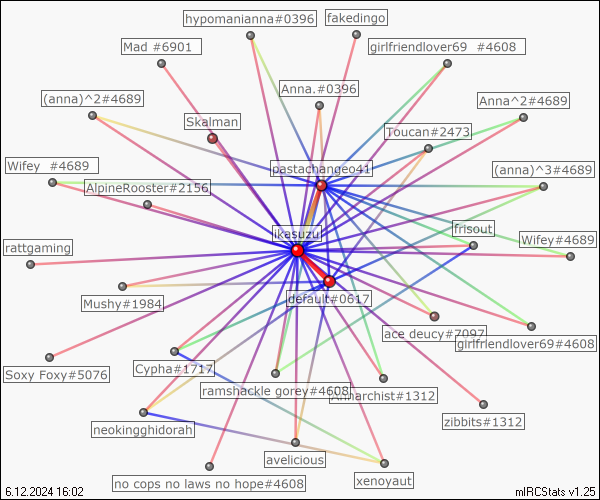 hypomanianna#0396
fakedingo
Mad #6901
girlfriendlover69 #4608
Anna.#0396
(anna)^2#4689
Anna^2#4689
Skalman
Toucan#2473
pastachangeo41
Wifey #4689
(anna)^3#4689
AlpineRooster#2156
ikasuzu
frisout
rattgaming
Wifey#4689
default#0617
Mushy#1984
ace deucy#7097
girlfriendlover69#4608
Cypha#1717
Soxy Foxy#5076
ramshackle gorey#4608
Annarchist#1312
zibbits#1312
neokingghidorah
avelicious
xenoyaut
no cops no laws no hope#4608
6.12.2024 16:02
mIRCStats v1.25